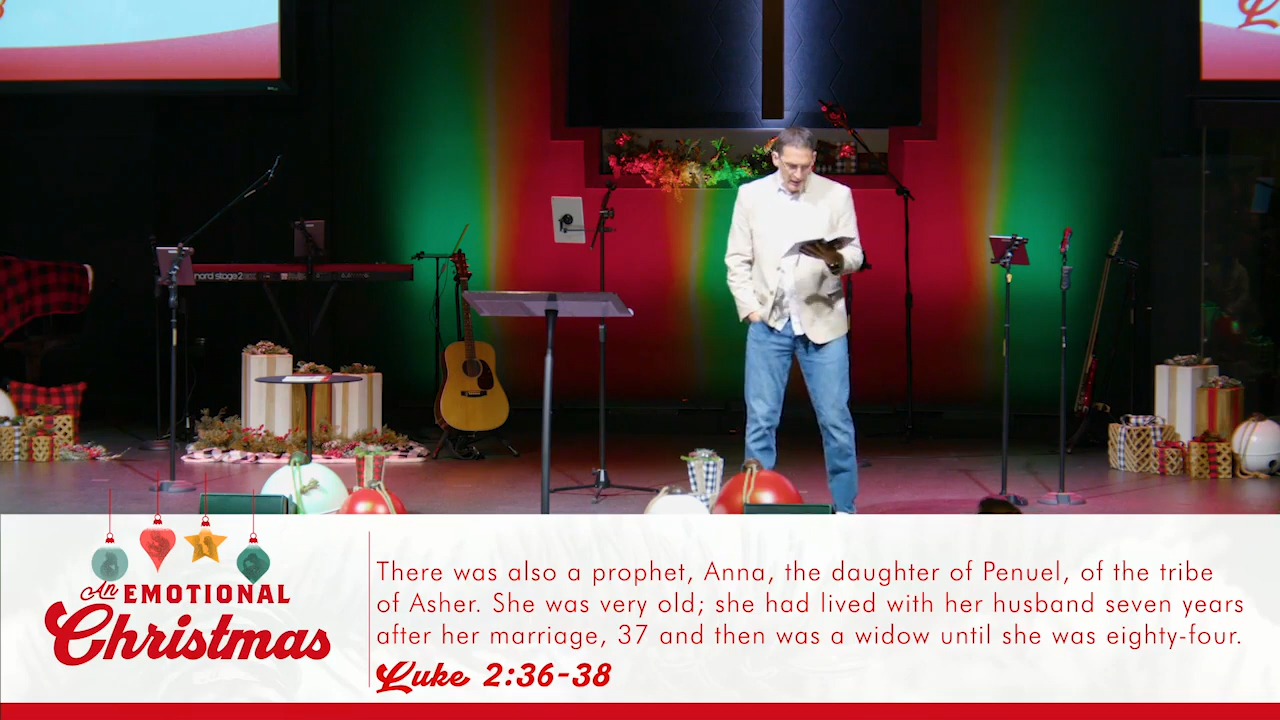 nord stage 2
An EMOTIONAL
Christmas
There was also a prophet, Anna, the daughter of Penuel, of the tribe
of Asher. She was very old; she had lived with her husband seven years
after her marriage, 37 and then was a widow until she was eighty-four.
Luke 2:36-38